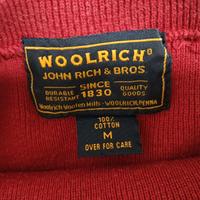 WOOLRICH®
JOHN RICH & BROS.
DURABLE RESISTANT SINCE 1830 QUALITY GOODS
Woolrich Woolen Mills · WOOLRICH, PENNA
100%
COTTON
M
OVER FOR CARE